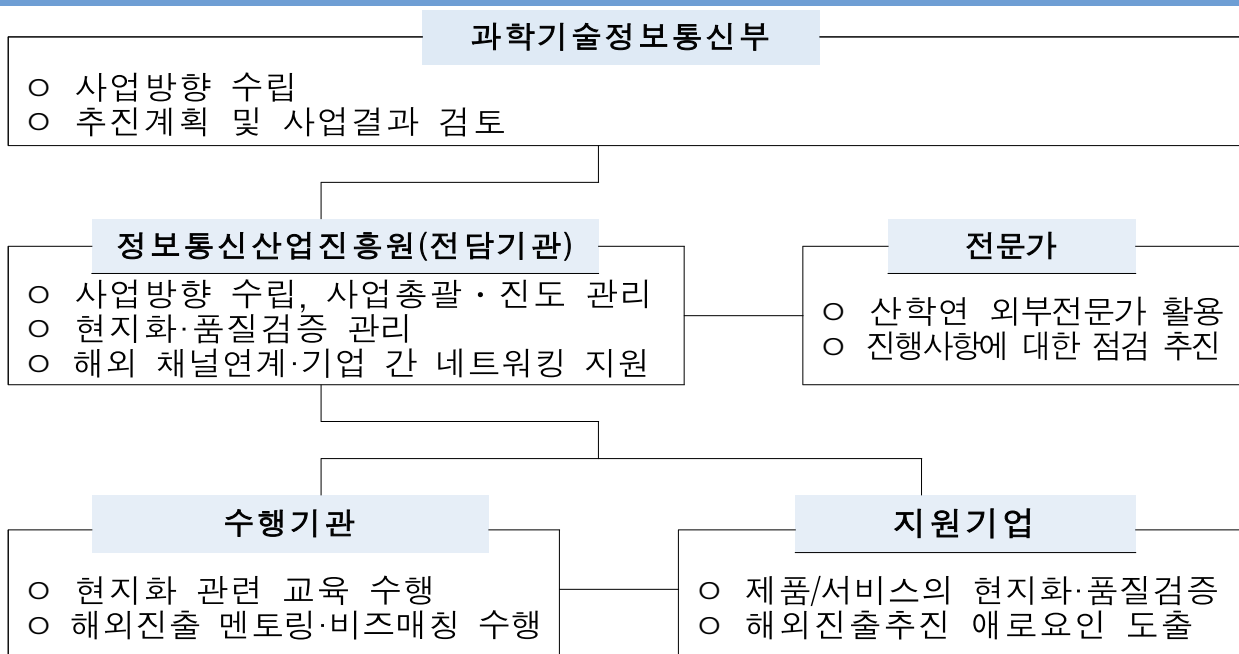 과학기술정보통신부
ㅇ 사업방향 수립
ㅇ 추진계획 및 사업결과 검토
정보통신산업진흥원(전담기관)
ㅇ 사업방향 수립, 사업총괄·진도 관리
ㅇ 현지화·품질검증 관리
ㅇ 해외 채널연계·기업 간 네트워킹 지원
전문가
ㅇ 산학연 외부전문가 활용
ㅇ 진행사항에 대한 점검 추진
수행기관
ㅇ 현지화 관련 교육 수행
ㅇ 해외진출 멘토링·비즈매칭 수행
지원기업
ㅇ 제품/서비스의 현지화·품질검증
ㅇ 해외진출추진 애로요인 도출